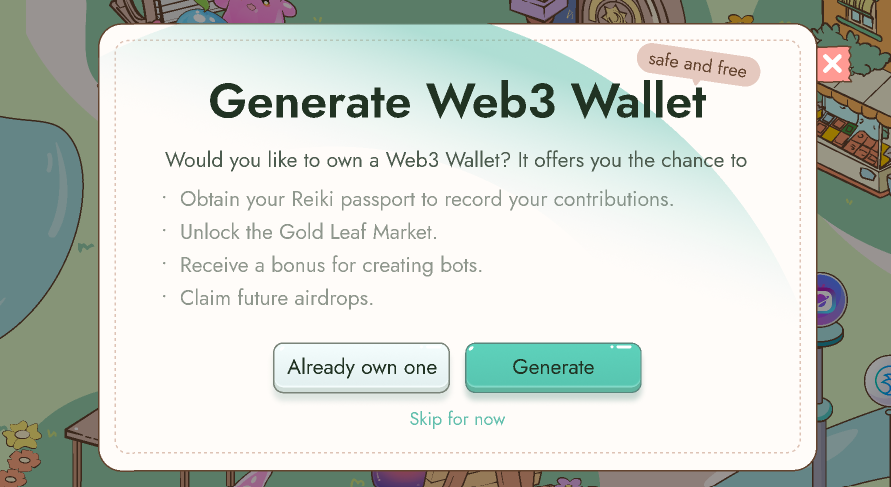 safe and free
Generate Web3 Wallet
Would you like to own a Web3 Wallet? It offers you the chance to
· Obtain your Reiki passport to record your contributions.
· Unlock the Gold Leaf Market.
· Receive a bonus for creating bots.
· Claim future airdrops.
Already own one
Generate
Skip for now